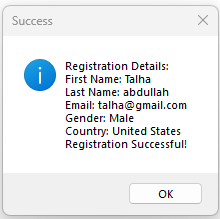 Success
Registration Details:
First Name: Talha
Last Name: abdullah
Email: talha@gmail.com
Gender: Male
Country: United States
Registration Successful!
OK